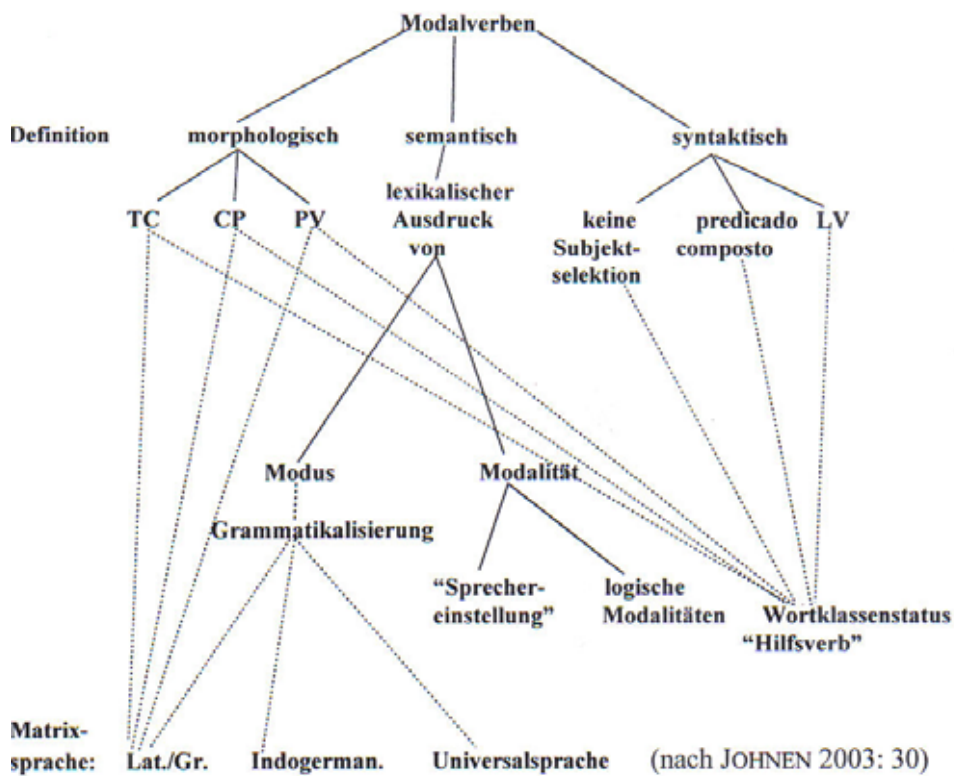 Modalverben
Definition morphologisch semantisch syntaktisch
lexikalischer
TC CP PV Ausdruck keine predicado LV
von Subjekt- composto
selektion
Modus Modalität
Grammatikalisierung
“Sprecher- logische
einstellung” Modalitäten Wortklassenstatus
“Hilfsverb”
Matrix-
sprache: Lat./Gr. Indogerman. Universalsprache (nach JOHNEN 2003: 30)